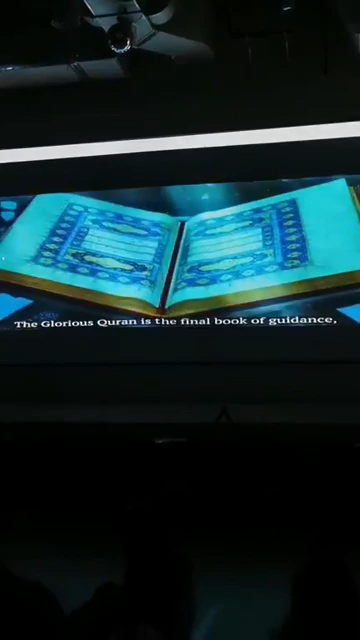 The Glorious Quran is the final book of guidance,